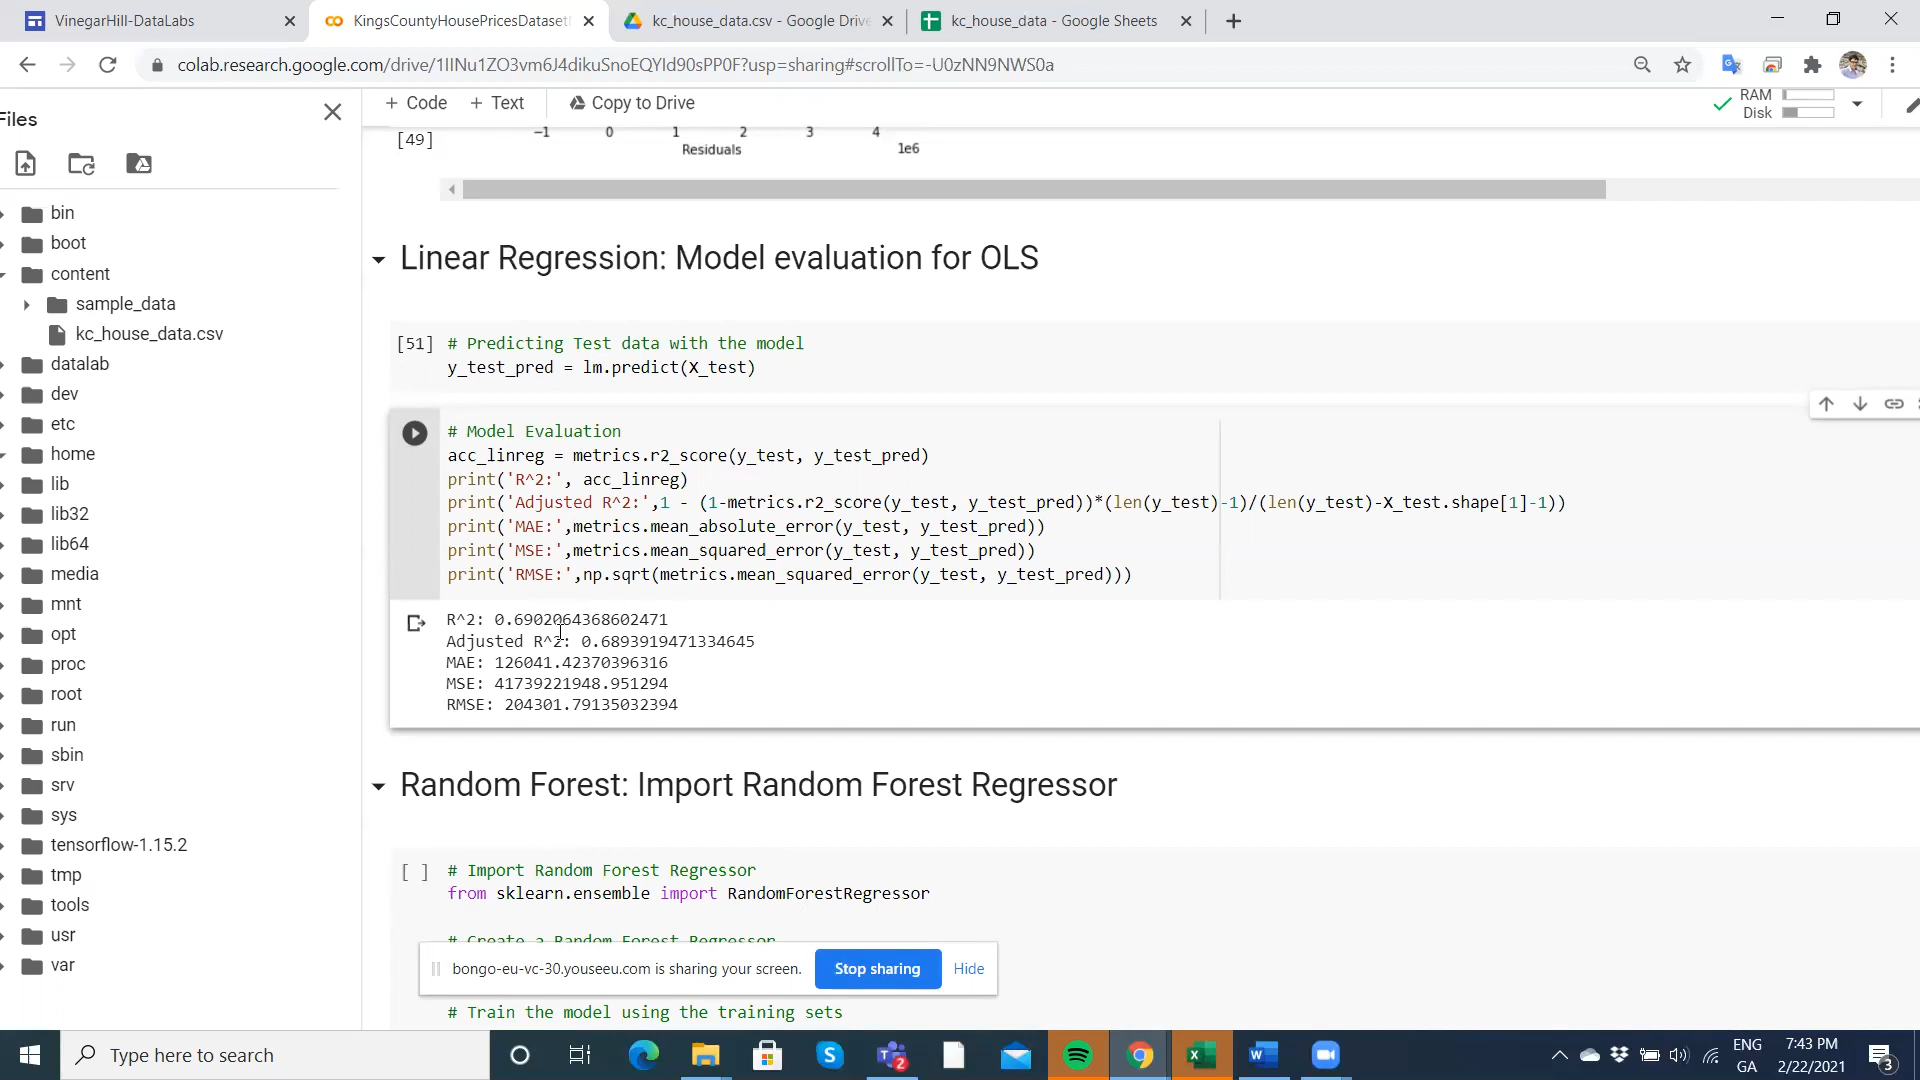 VinegarHill-DataLabs
KingsCountyHousePricesDataset
kc_house_data.csv - Google Drive
kc_house_data - Google Sheets
colab.research.google.com/drive/1IINu1ZO3vm6J4dikuSnoEQYId90sPP0F?usp=sharing#scrollTo=-U0zNN9NWS0a
Files
+ Code + Text Copy to Drive
RAM
Disk
bin
boot
content
sample_data
kc_house_data.csv
datalab
dev
etc
home
lib
lib32
lib64
media
mnt
opt
proc
root
run
sbin
srv
sys
tensorflow-1.15.2
tmp
tools
usr
var
[49]
−1 0 1 2 3 4
Residuals 1e6
Linear Regression: Model evaluation for OLS
[51] # Predicting Test data with the model
y_test_pred = lm.predict(X_test)
# Model Evaluation
acc_linreg = metrics.r2_score(y_test, y_test_pred)
print('R^2:', acc_linreg)
print('Adjusted R^2:',1 - (1-metrics.r2_score(y_test, y_test_pred))*(len(y_test)-1)/(len(y_test)-X_test.shape[1]-1))
print('MAE:',metrics.mean_absolute_error(y_test, y_test_pred))
print('MSE:',metrics.mean_squared_error(y_test, y_test_pred))
print('RMSE:',np.sqrt(metrics.mean_squared_error(y_test, y_test_pred)))
R^2: 0.6902064368602471
Adjusted R^2: 0.6893919471334645
MAE: 126041.42370396316
MSE: 41739221948.951294
RMSE: 204301.79135032394
Random Forest: Import Random Forest Regressor
[ ] # Import Random Forest Regressor
from sklearn.ensemble import RandomForestRegressor
# Create a Random Forest Regressor
bongo-eu-vc-30.youseeu.com is sharing your screen. Stop sharing Hide
# Train the model using the training sets
Type here to search
2
ENG
GA
7:43 PM
2/22/2021
3